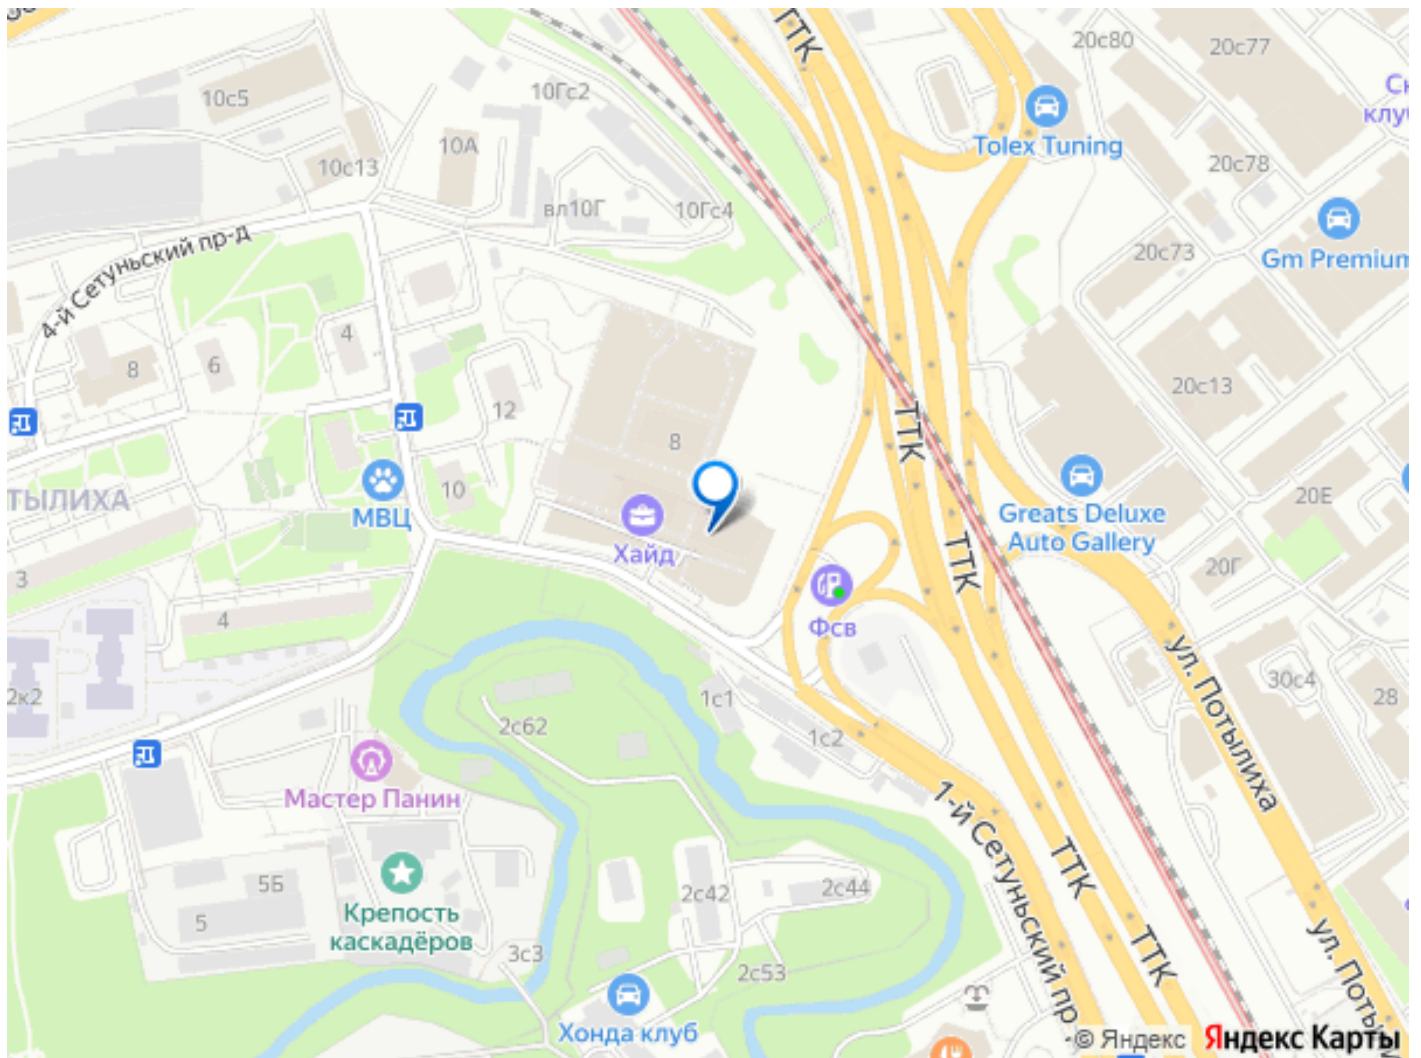 ТТК
20с80
20с77
10с5
10Гс2
Tolex Tuning
10А
10с13
20с78
вл10Г
10Гс4
4-й Сетуньский пр-д
20с73
Gm Premium
4
6
8
20с13
12
8
ТТК
10
МВЦ
ТЫЛИХА
20Е
Greats Deluxe
Auto Gallery
Хайд
ТТК
20Г
3
Фсв
4
2к2
1с1
30с4
28
2с62
1с2
ул. Потылиха
Мастер Панин
1-й Сетуньский пр
ТТК
5Б
2с42
2с44
5
Крепость
каскадёров
3с3
2с53
ТТК
ул. Поты
Хонда клуб
© Яндекс
Яндекс Карты